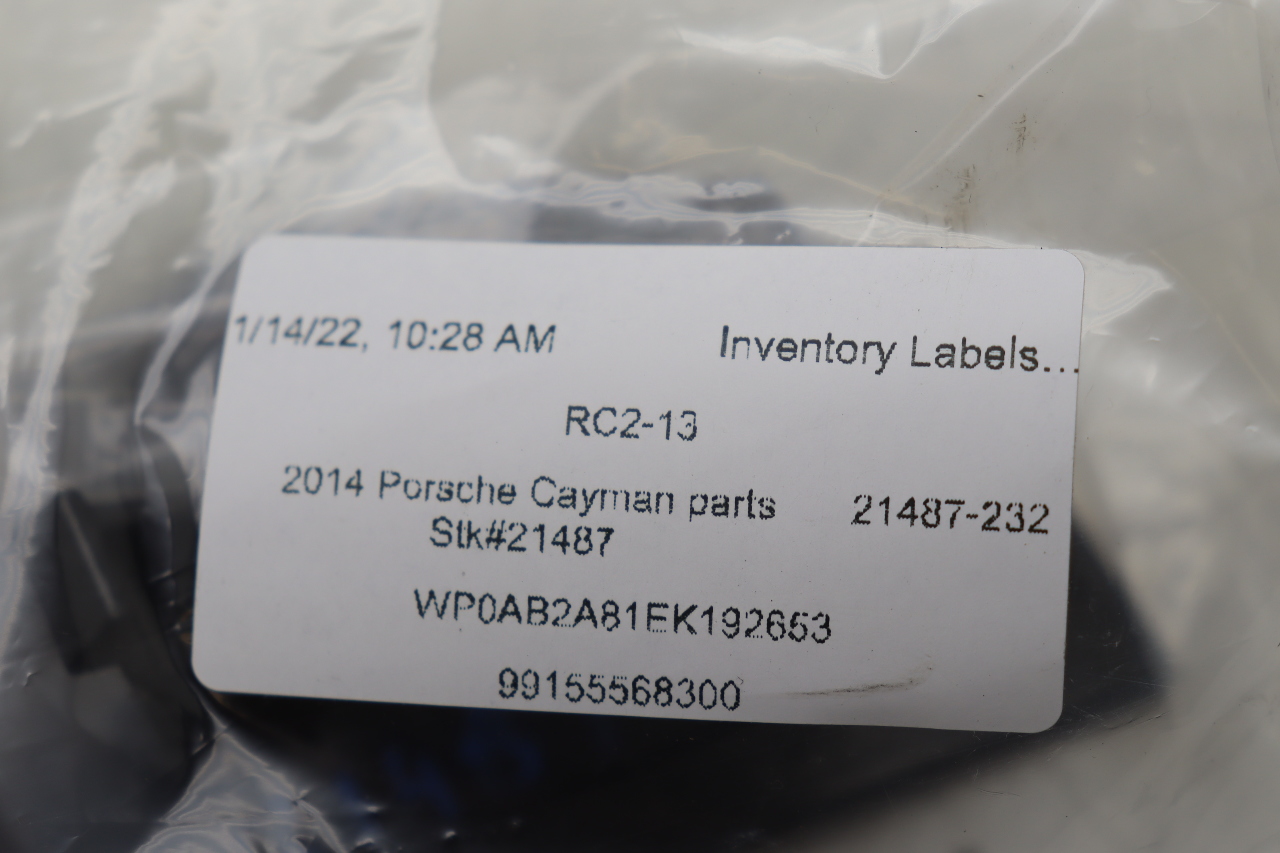 1/14/22, 10:28 AM Inventory Labels...
RC2-13
2014 Porsche Cayman parts 21487-232
Stk#21487
WP0AB2A81EK192653
99155568300